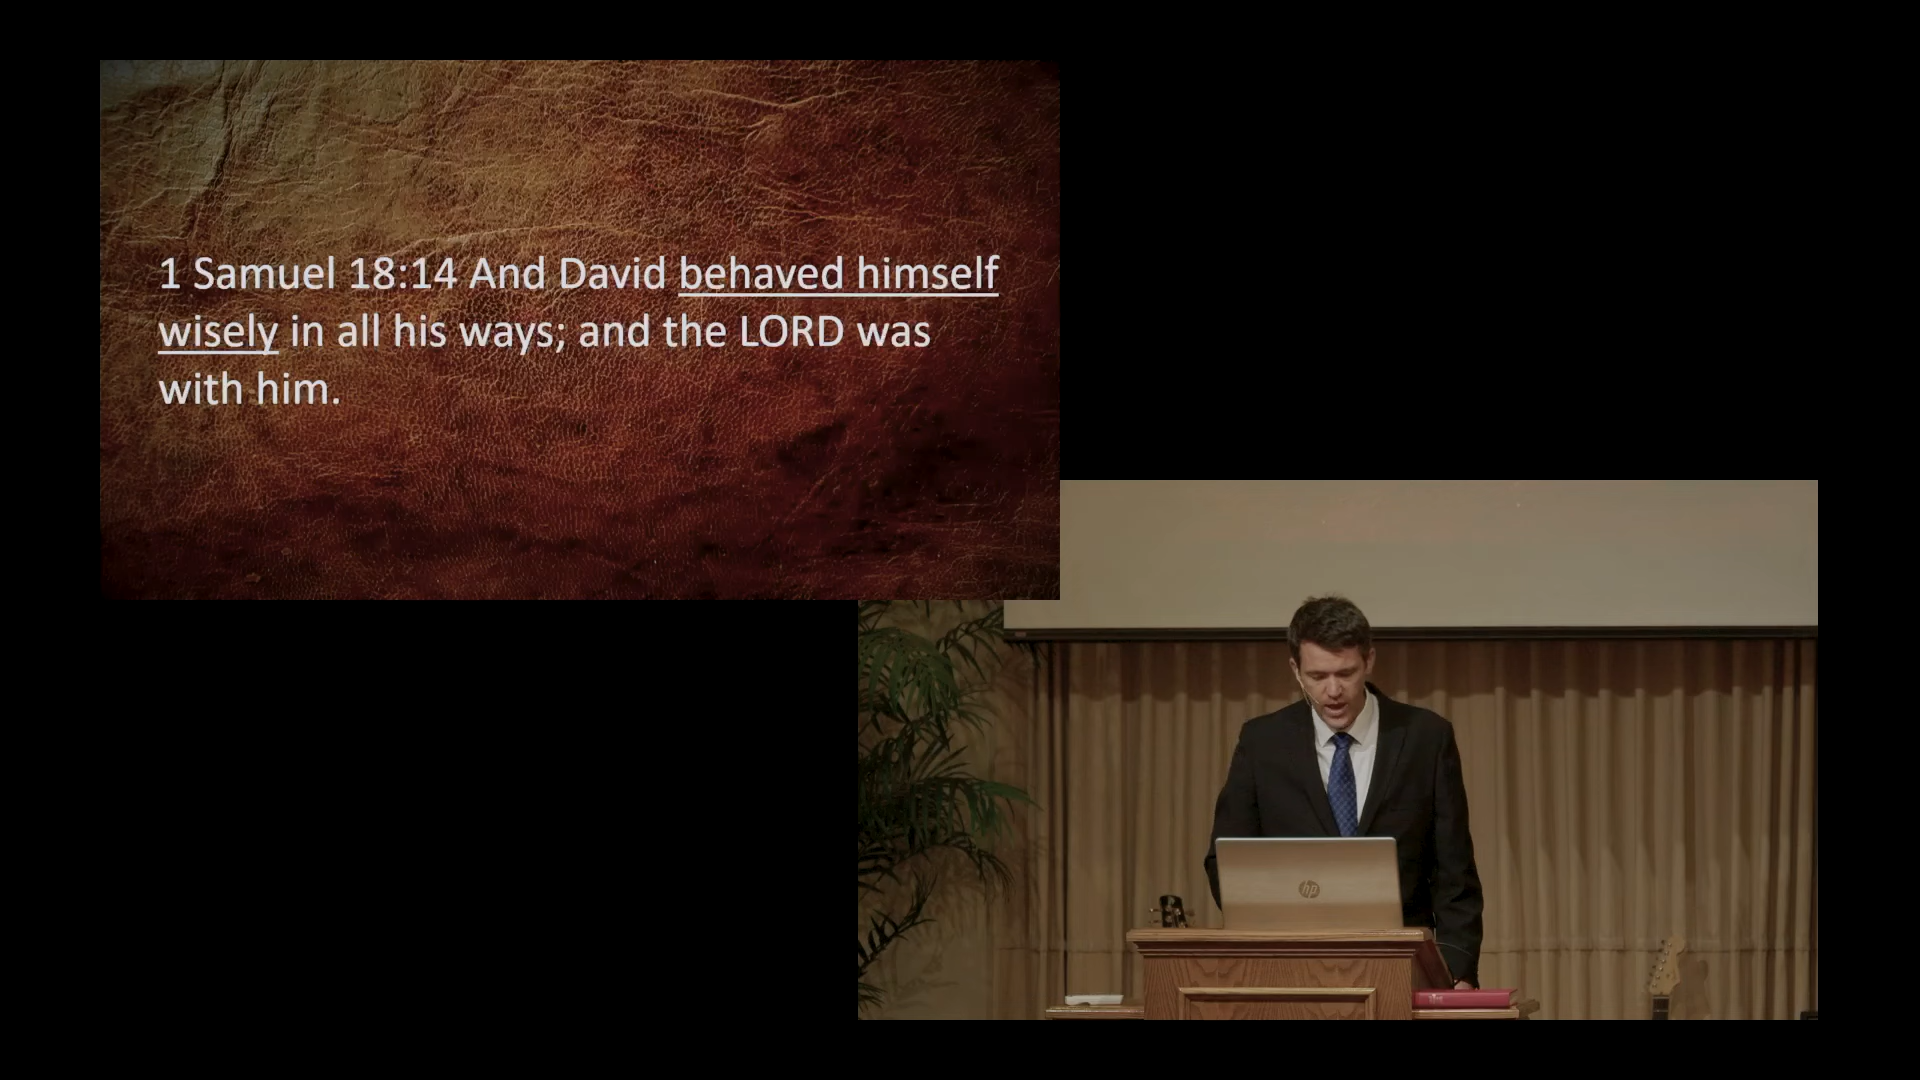 1 Samuel 18:14 And David behaved himself
wisely in all his ways; and the LORD was
with him.
hp